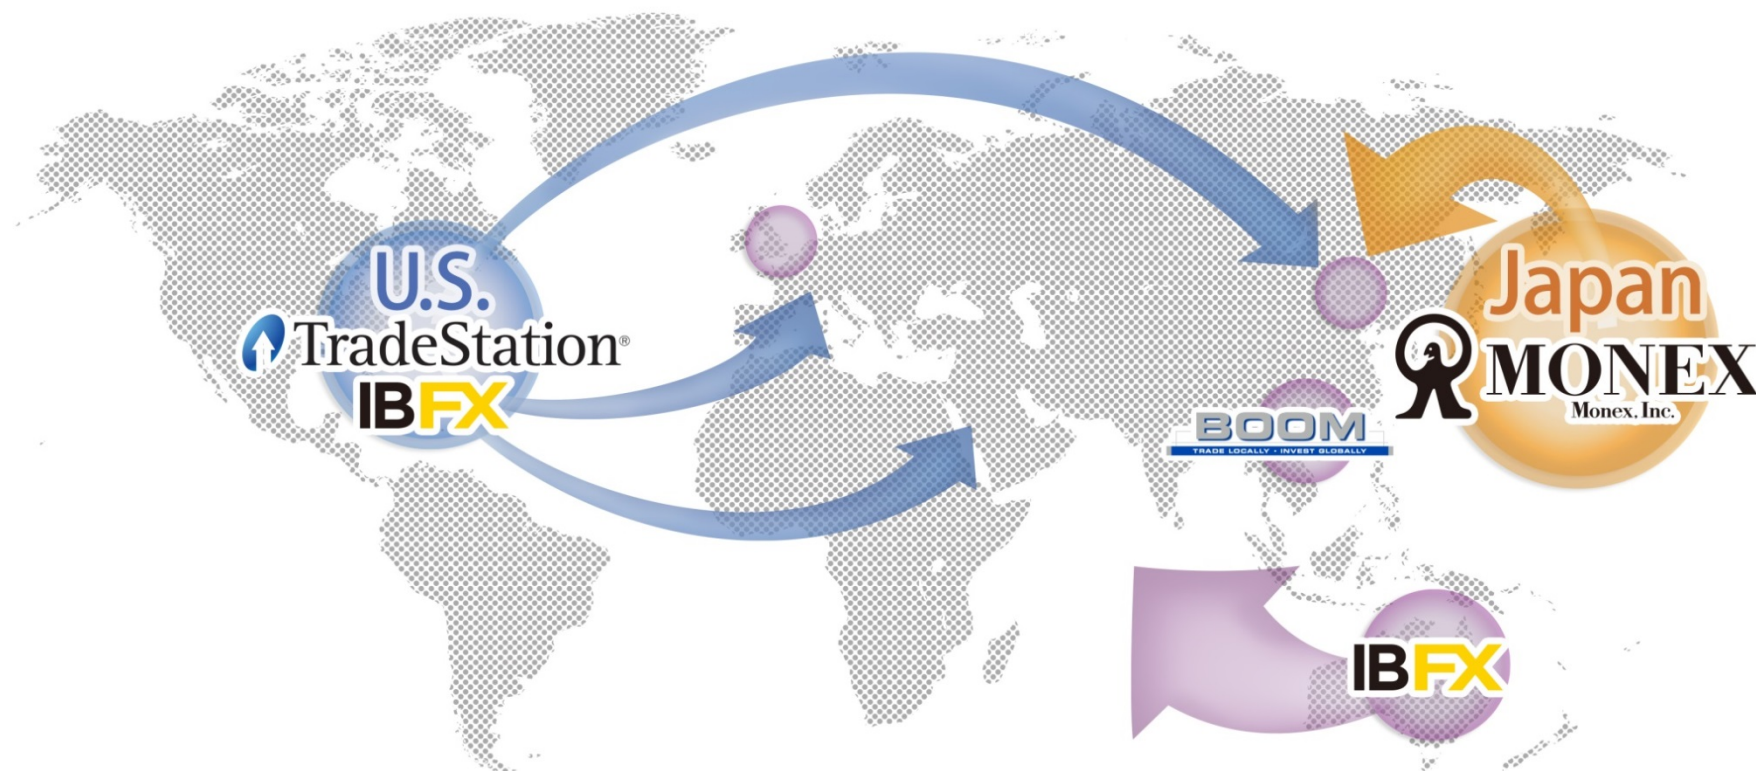 U.S.
TradeStation®
IBFX
Japan
MONEX
Monex, Inc.
BOOM
TRADE LOCALLY • INVEST GLOBALLY
IBFX